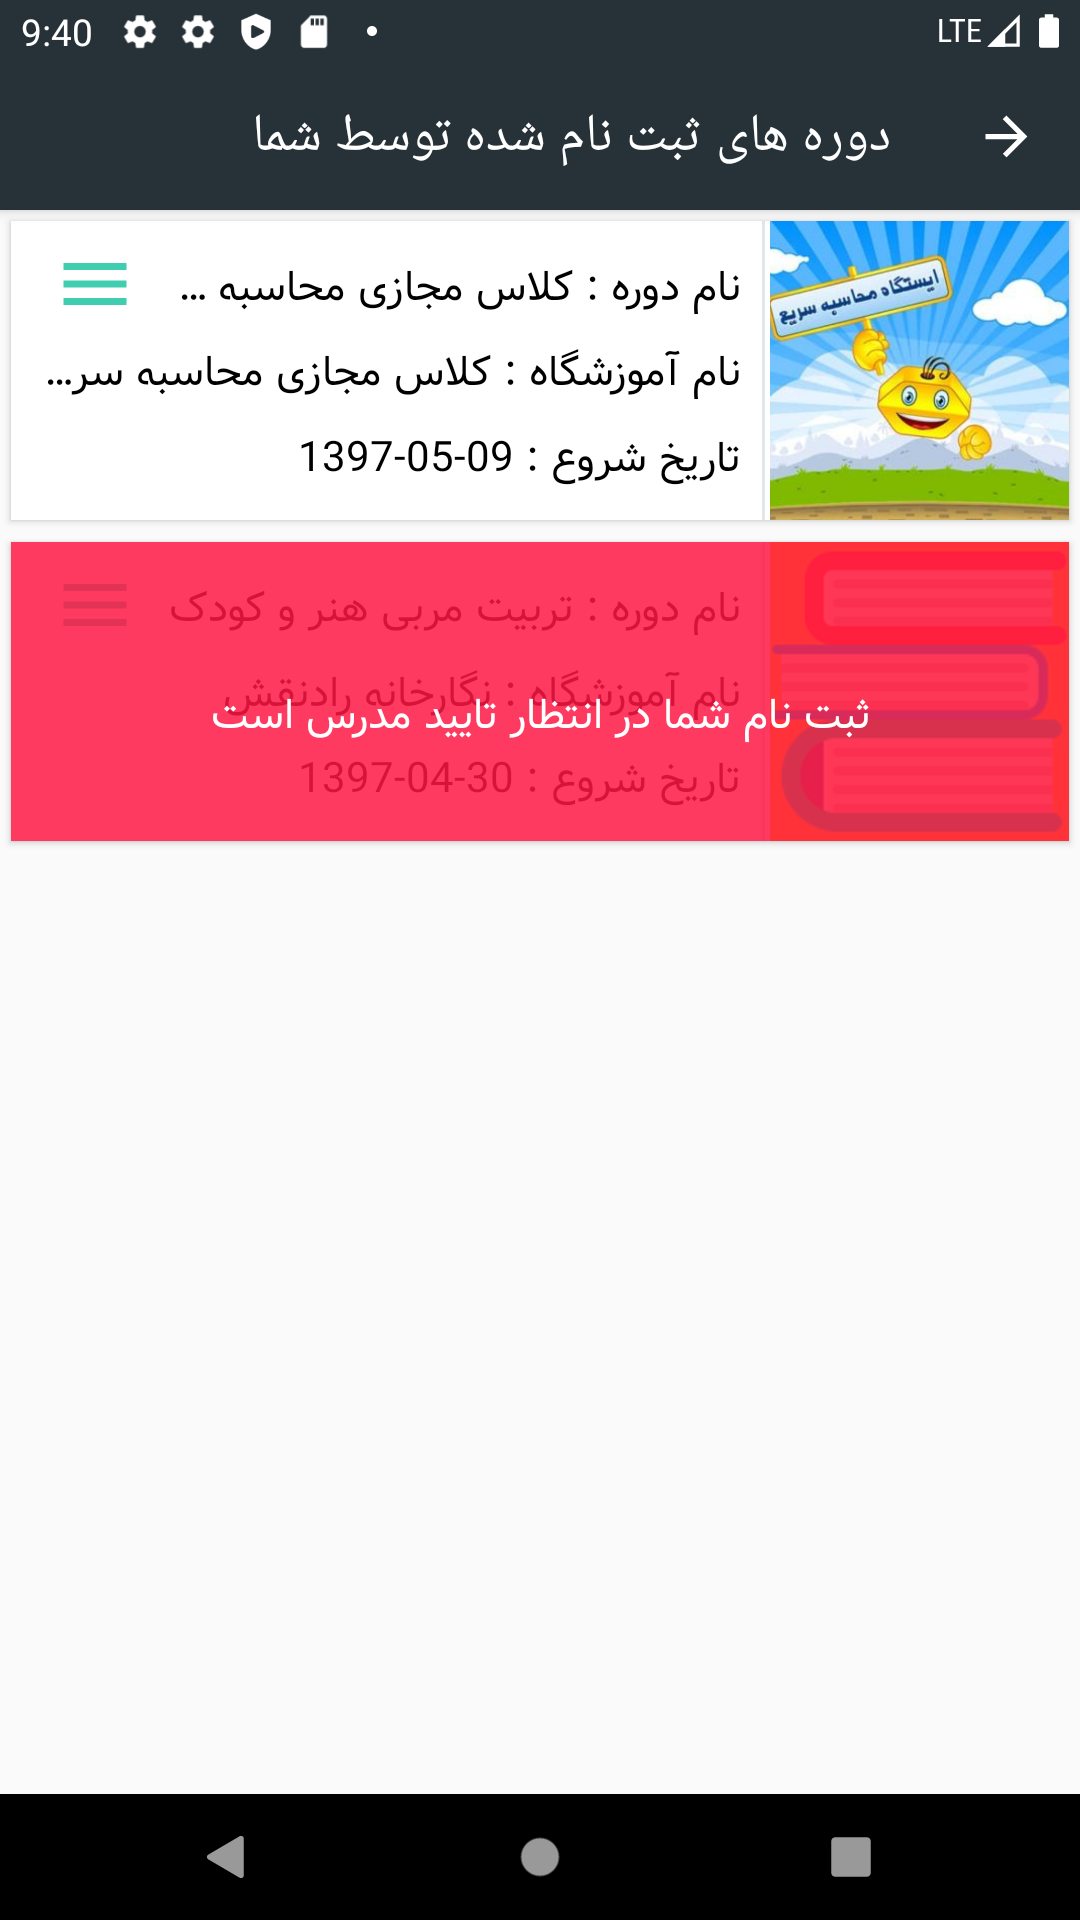 9:40
LTE
دوره های ثبت نام شده توسط شما
نام دوره : کلاس مجازی محاسبه ...
نام آموزشگاه : کلاس مجازی محاسبه سر...
تاریخ شروع : 1397-05-09
ایستگاه محاسبه سریع
نام دوره : تربیت مربی هنر و کودک
نام آموزشگاه : نگارخانه رادنقش
ثبت نام شما در انتظار تایید مدرس است
تاریخ شروع : 1397-04-30